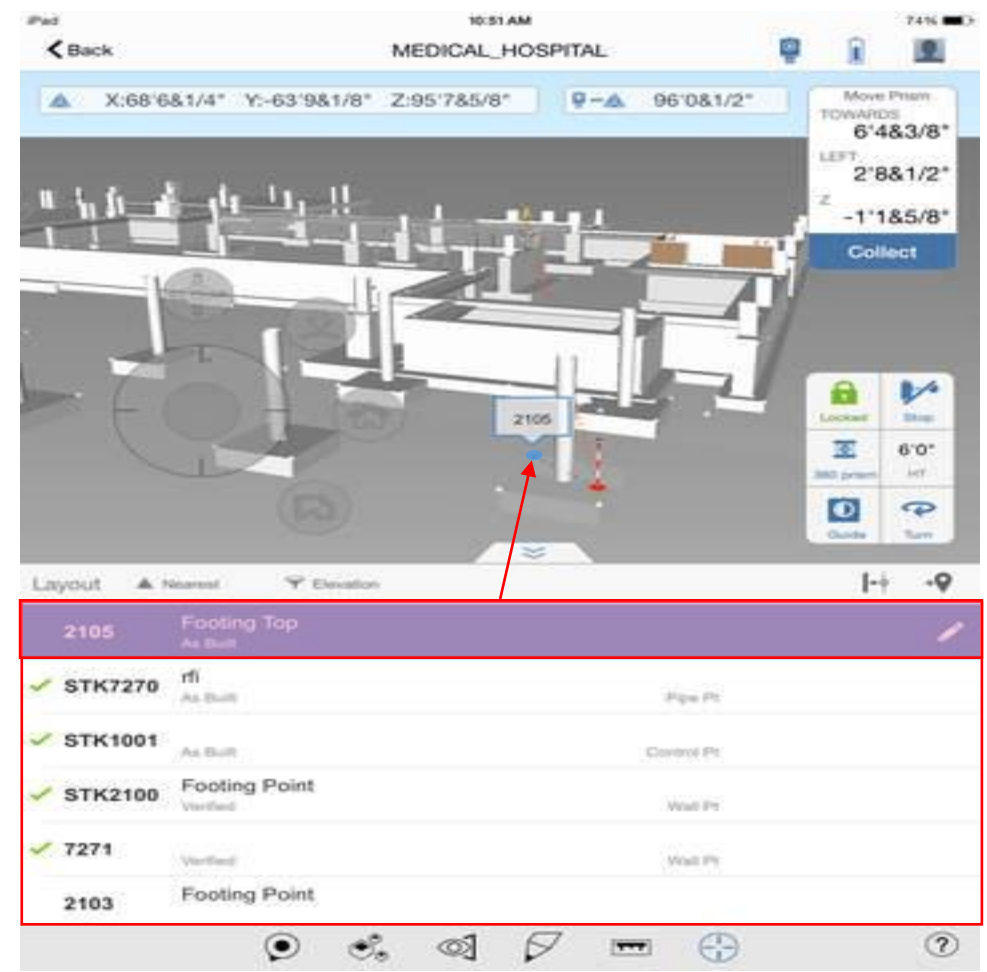 iPad 10:51 AM 74%
Back MEDICAL_HOSPITAL
X:68'6&1/4" Y:-63'9&1/8" Z:95'7&5/8" 96'0&1/2"
Move Prism
TOWARDS
6'4&3/8"
LEFT
2'8&1/2"
Z
-1'1&5/8"
Collect
2105
Locked Stop
6'0"
360 prism HT
Guide Turn
Layout Nearest Elevation
2105 Footing Top
As Built
STK7270 rfi
As Built Pipe Pt
STK1001
As Built Control Pt
STK2100 Footing Point
Verified Wall Pt
7271
Verified Wall Pt
2103 Footing Point
?